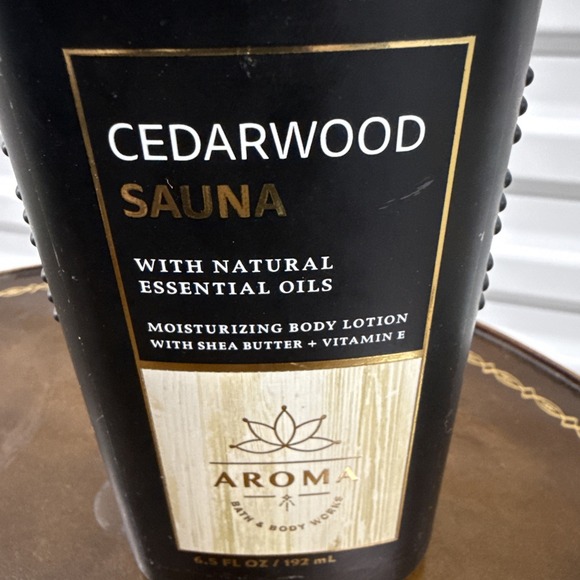 CEDARWOOD
SAUNA
WITH NATURAL
ESSENTIAL OILS
MOISTURIZING BODY LOTION
WITH SHEA BUTTER + VITAMIN E
AROMA
BATH & BODY WORKS
6.5 FL OZ / 192 mL